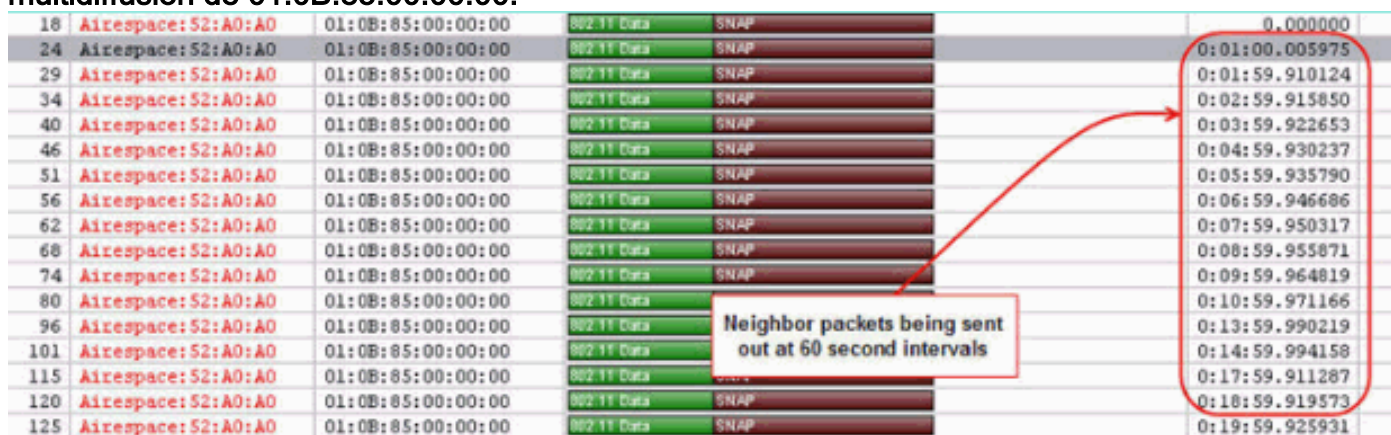 multidifusión de 01:0B:85:00:00:00.
18 Airespace:52:A0:A0 01:0B:85:00:00:00 802.11 Data SNAP 0.000000
24 Airespace:52:A0:A0 01:0B:85:00:00:00 802.11 Data SNAP 0:01:00.005975
29 Airespace:52:A0:A0 01:0B:85:00:00:00 802.11 Data SNAP 0:01:59.910124
34 Airespace:52:A0:A0 01:0B:85:00:00:00 802.11 Data SNAP 0:02:59.915850
40 Airespace:52:A0:A0 01:0B:85:00:00:00 802.11 Data SNAP 0:03:59.922653
46 Airespace:52:A0:A0 01:0B:85:00:00:00 802.11 Data SNAP 0:04:59.930237
51 Airespace:52:A0:A0 01:0B:85:00:00:00 802.11 Data SNAP 0:05:59.935790
56 Airespace:52:A0:A0 01:0B:85:00:00:00 802.11 Data SNAP 0:06:59.946686
62 Airespace:52:A0:A0 01:0B:85:00:00:00 802.11 Data SNAP 0:07:59.950317
68 Airespace:52:A0:A0 01:0B:85:00:00:00 802.11 Data SNAP 0:08:59.955871
74 Airespace:52:A0:A0 01:0B:85:00:00:00 802.11 Data SNAP 0:09:59.964819
80 Airespace:52:A0:A0 01:0B:85:00:00:00 802.11 Data 0:10:59.971166
96 Airespace:52:A0:A0 01:0B:85:00:00:00 802.11 Data 0:13:59.990219
101 Airespace:52:A0:A0 01:0B:85:00:00:00 802.11 Data 0:14:59.994158
115 Airespace:52:A0:A0 01:0B:85:00:00:00 802.11 Data 0:17:59.911287
120 Airespace:52:A0:A0 01:0B:85:00:00:00 802.11 Data SNAP 0:18:59.919573
125 Airespace:52:A0:A0 01:0B:85:00:00:00 802.11 Data SNAP 0:19:59.925931
Neighbor packets being sent
out at 60 second intervals